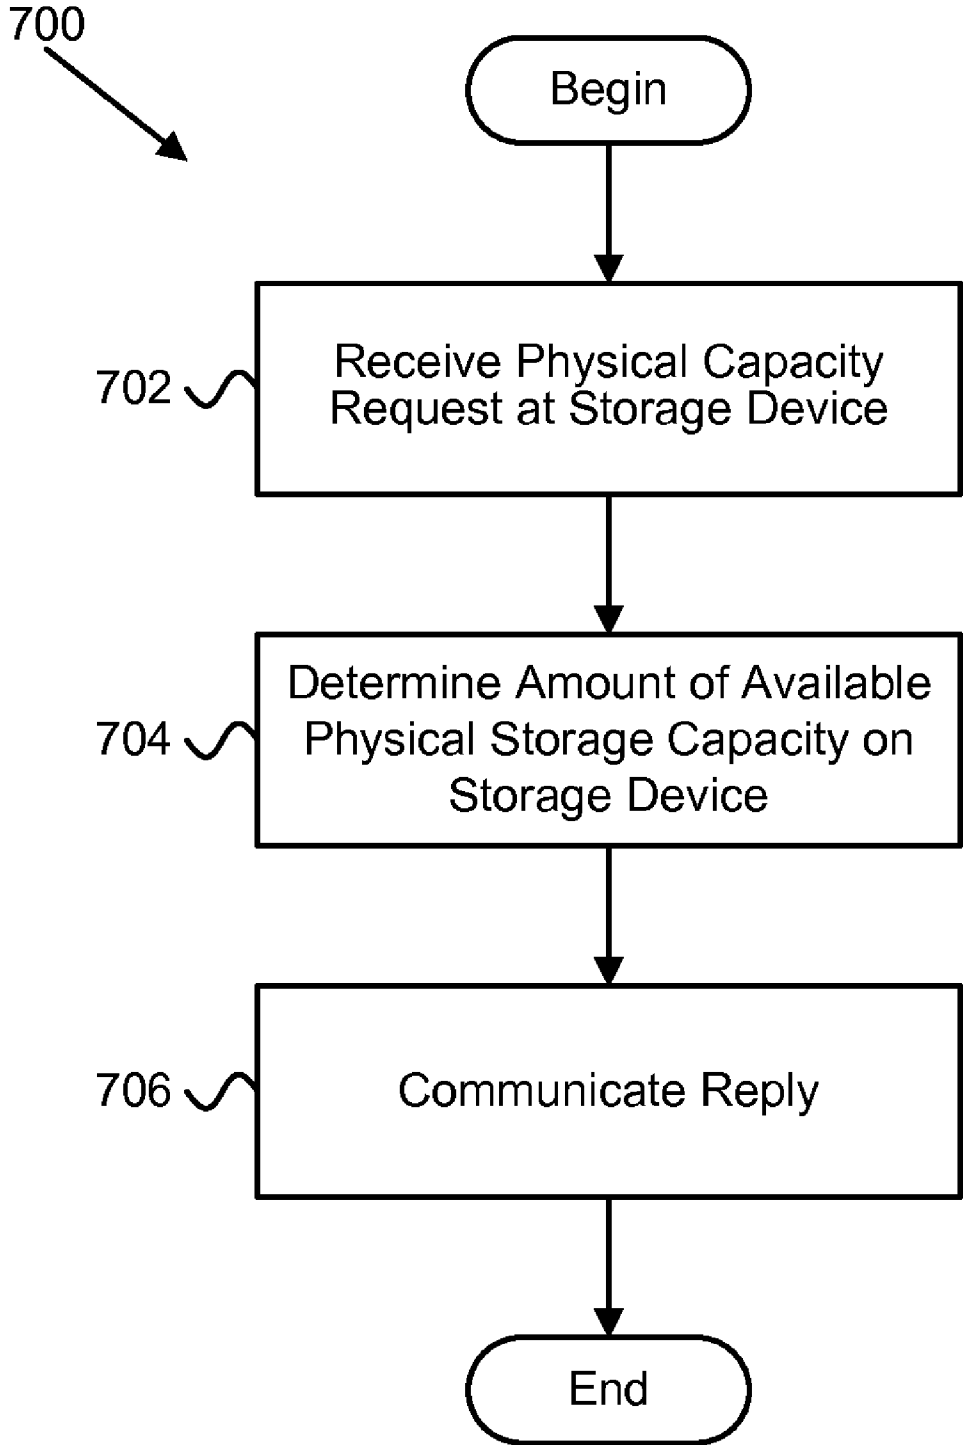 700
Begin
702
Receive Physical Capacity
Request at Storage Device
704
Determine Amount of Available
Physical Storage Capacity on
Storage Device
706
Communicate Reply
End